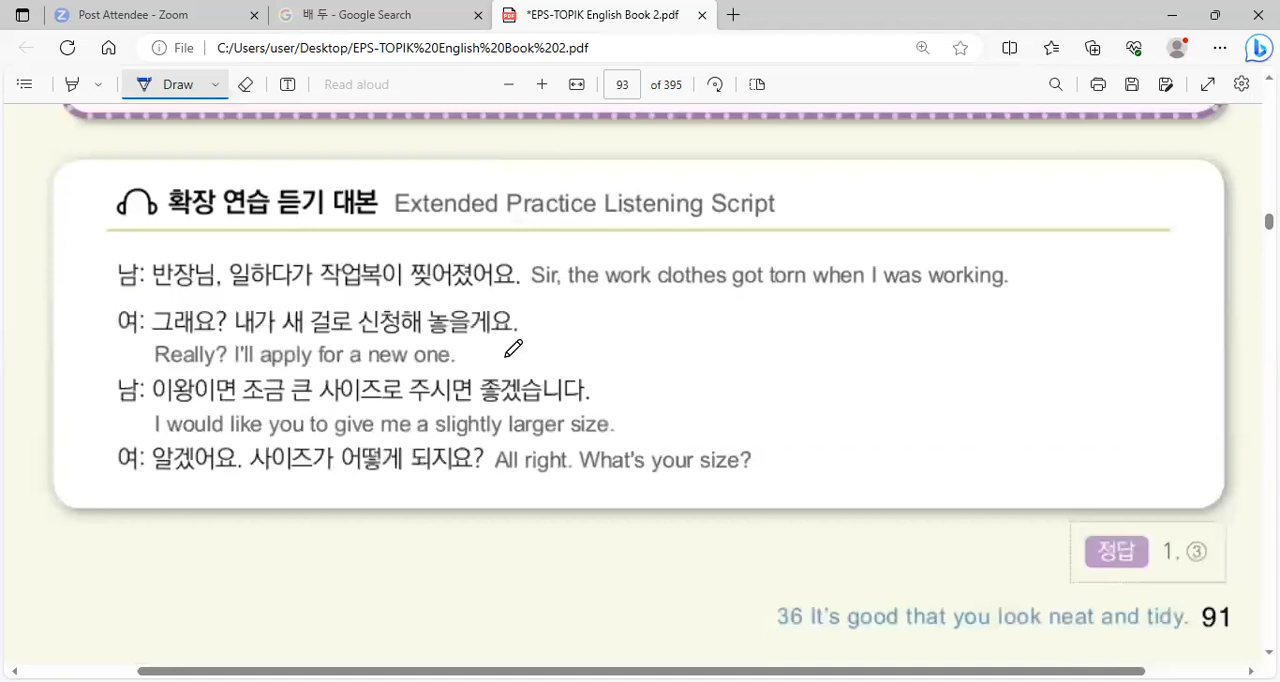 Post Attendee - Zoom
배 두 - Google Search
*EPS-TOPIK English Book 2.pdf
File
C:/Users/user/Desktop/EPS-TOPIK%20English%20Book%202.pdf
Draw
Read aloud
93 of 395
확장 연습 듣기 대본 Extended Practice Listening Script
남: 반장님, 일하다가 작업복이 찢어졌어요. Sir, the work clothes got torn when I was working.
여: 그래요? 내가 새 걸로 신청해 놓을게요.
Really? I'll apply for a new one.
남: 이왕이면 조금 큰 사이즈로 주시면 좋겠습니다.
I would like you to give me a slightly larger size.
여: 알겠어요. 사이즈가 어떻게 되지요? All right. What's your size?
정답 1. ③
36 It's good that you look neat and tidy. 91